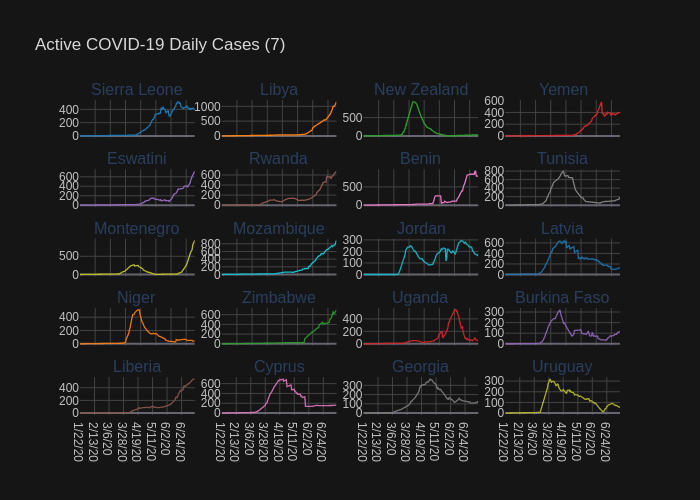 Active COVID-19 Daily Cases (7)
Sierra Leone Libya New Zealand Yemen
400 200 0 1000 500 0 500 0 600 400 200 0
Eswatini Rwanda Benin Tunisia
600 400 200 0 600 400 200 0 500 0 800 600 400 200 0
Montenegro Mozambique Jordan Latvia
500 0 800 600 400 200 0 300 200 100 0 600 400 200 0
Niger Zimbabwe Uganda Burkina Faso
400 200 0 600 400 200 0 400 200 0 300 200 100 0
Liberia Cyprus Georgia Uruguay
400 200 0 600 400 200 0 300 200 100 0 300 200 100 0
1/22/20 2/13/20 3/6/20 3/28/20 4/19/20 5/11/20 6/2/20 6/24/20 1/22/20 2/13/20 3/6/20 3/28/20 4/19/20 5/11/20 6/2/20 6/24/20 1/22/20 2/13/20 3/6/20 3/28/20 4/19/20 5/11/20 6/2/20 6/24/20 1/22/20 2/13/20 3/6/20 3/28/20 4/19/20 5/11/20 6/2/20 6/24/20